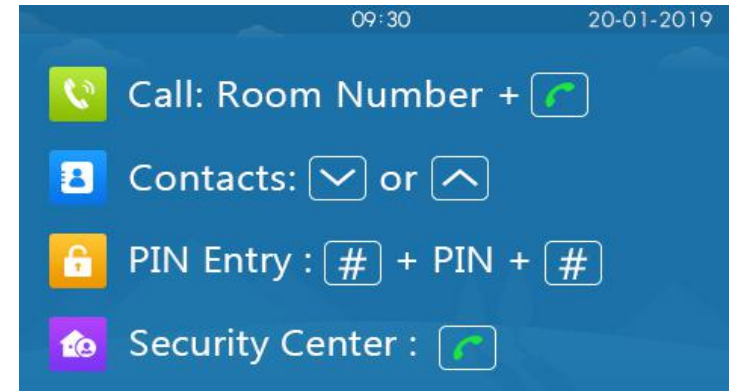 09:30 20-01-2019
Call: Room Number +
Contacts: or
PIN Entry : # + PIN + #
Security Center :